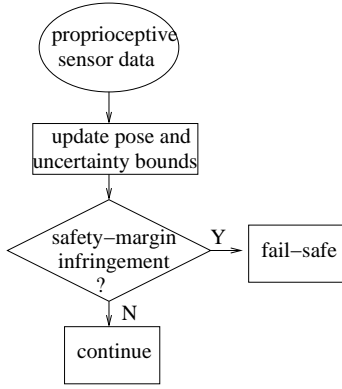 proprioceptive
sensor data
update pose and
uncertainty bounds
safety−margin
infringement
?
Y
fail−safe
N
continue